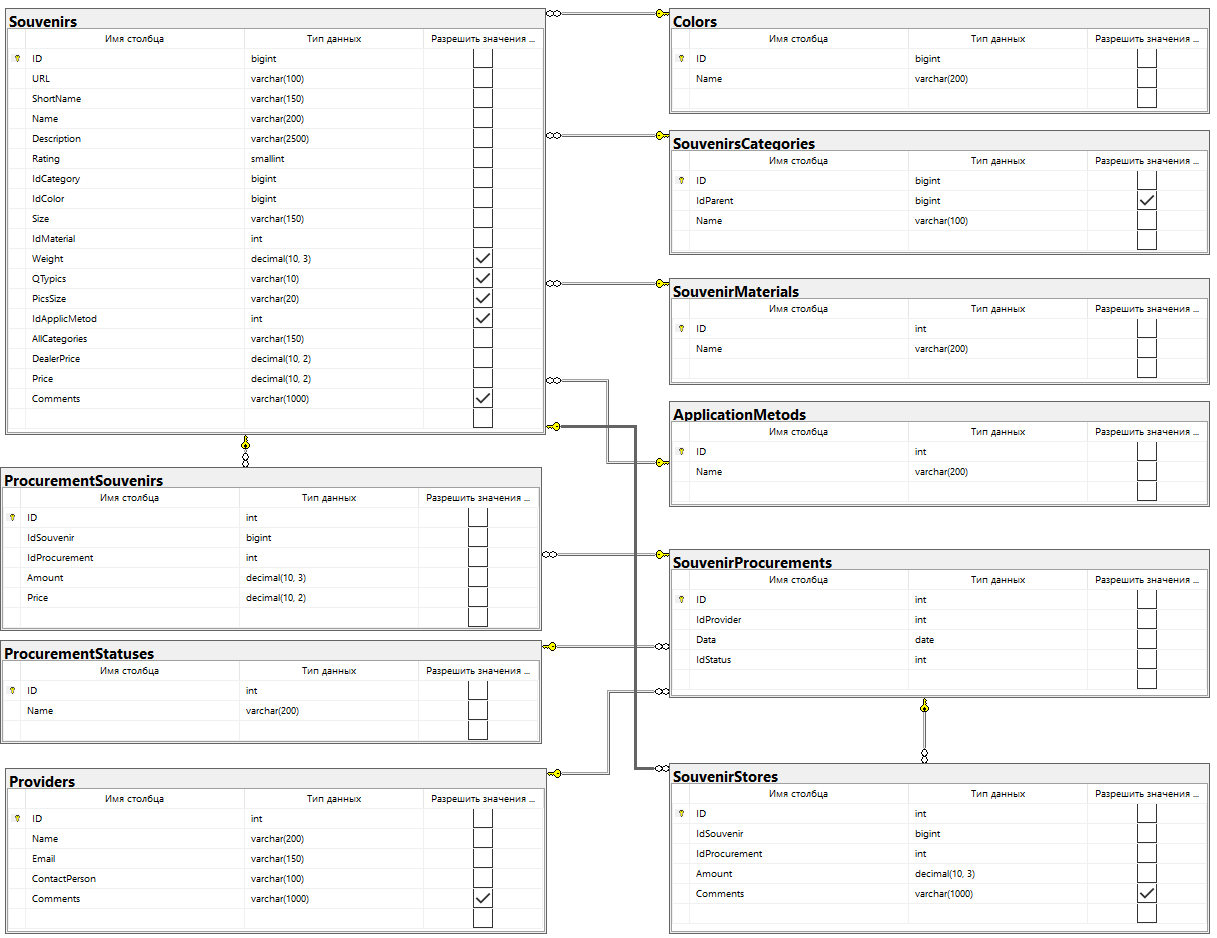 Souvenirs
Имя столбца Тип данных Разрешить значения ...
ID bigint
URL varchar(100)
ShortName varchar(150)
Name varchar(200)
Description varchar(2500)
Rating smallint
IdCategory bigint
IdColor bigint
Size varchar(150)
IdMaterial int
Weight decimal(10, 3)
QTypics varchar(10)
PicsSize varchar(20)
IdApplicMetod int
AllCategories varchar(150)
DealerPrice decimal(10, 2)
Price decimal(10, 2)
Comments varchar(1000)
Colors
Имя столбца Тип данных Разрешить значения ...
ID bigint
Name varchar(200)
SouvenirsCategories
Имя столбца Тип данных Разрешить значения ...
ID bigint
IdParent bigint
Name varchar(100)
SouvenirMaterials
Имя столбца Тип данных Разрешить значения ...
ID int
Name varchar(200)
ApplicationMetods
Имя столбца Тип данных Разрешить значения ...
ID int
Name varchar(200)
ProcurementSouvenirs
Имя столбца Тип данных Разрешить значения ...
ID int
IdSouvenir bigint
IdProcurement int
Amount decimal(10, 3)
Price decimal(10, 2)
SouvenirProcurements
Имя столбца Тип данных Разрешить значения ...
ID int
IdProvider int
Data date
IdStatus int
ProcurementStatuses
Имя столбца Тип данных Разрешить значения ...
ID int
Name varchar(200)
Providers
Имя столбца Тип данных Разрешить значения ...
ID int
Name varchar(200)
Email varchar(150)
ContactPerson varchar(100)
Comments varchar(1000)
SouvenirStores
Имя столбца Тип данных Разрешить значения ...
ID int
IdSouvenir bigint
IdProcurement int
Amount decimal(10, 3)
Comments varchar(1000)